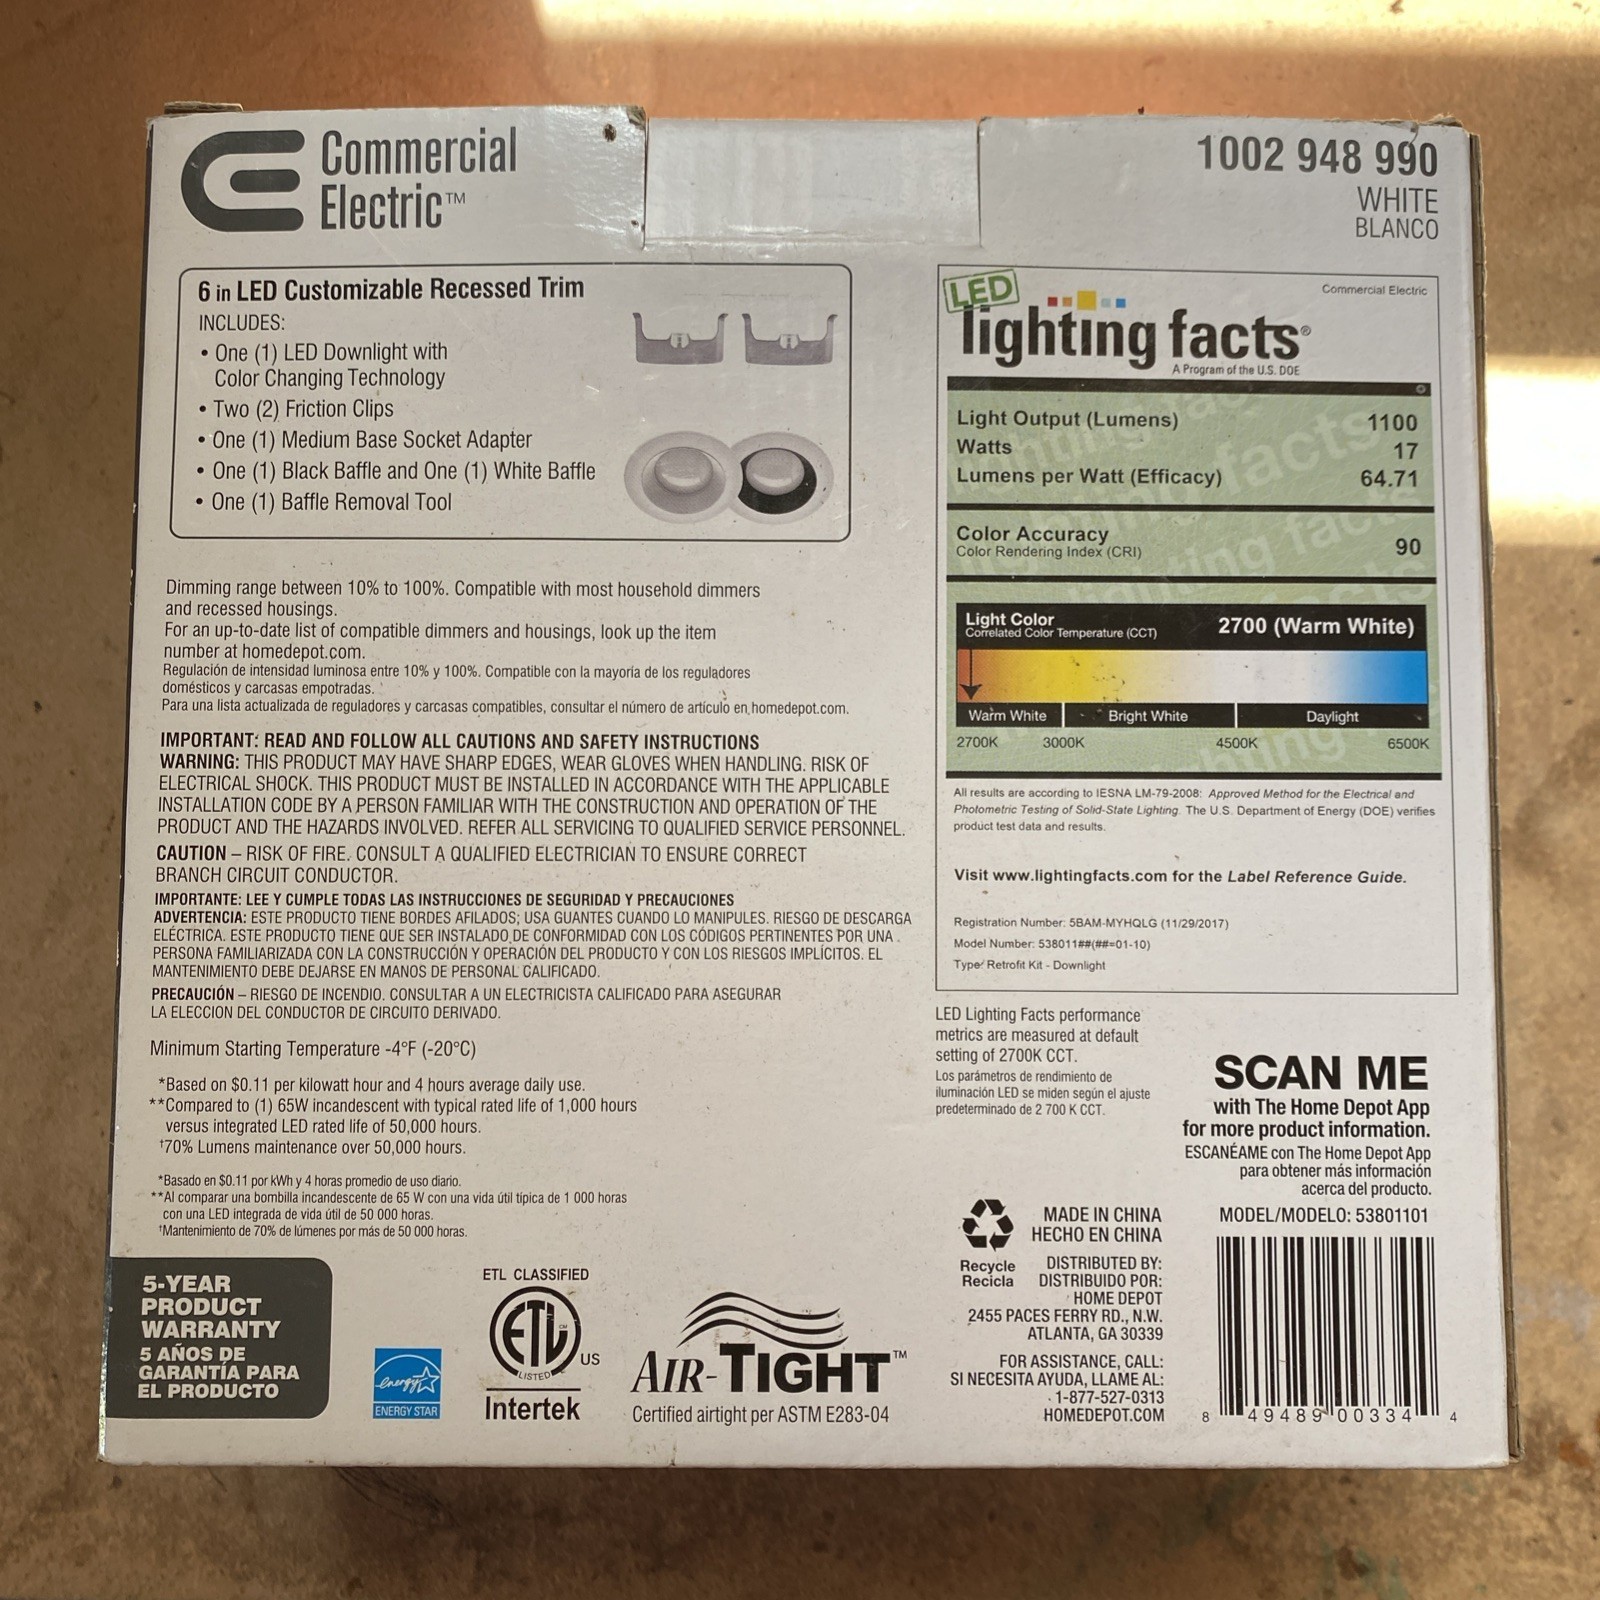 Commercial
Electric™
1002 948 990
WHITE
BLANCO
6 in LED Customizable Recessed Trim
INCLUDES:
• One (1) LED Downlight with
Color Changing Technology
• Two (2) Friction Clips
• One (1) Medium Base Socket Adapter
• One (1) Black Baffle and One (1) White Baffle
• One (1) Baffle Removal Tool
Dimming range between 10% to 100%. Compatible with most household dimmers
and recessed housings.
For an up-to-date list of compatible dimmers and housings, look up the item
number at homedepot.com.
Regulación de intensidad luminosa entre 10% y 100%. Compatible con la mayoría de los reguladores
domésticos y carcasas empotradas.
Para una lista actualizada de reguladores y carcasas compatibles, consultar el número de artículo en homedepot.com.
IMPORTANT: READ AND FOLLOW ALL CAUTIONS AND SAFETY INSTRUCTIONS
WARNING: THIS PRODUCT MAY HAVE SHARP EDGES, WEAR GLOVES WHEN HANDLING. RISK OF
ELECTRICAL SHOCK. THIS PRODUCT MUST BE INSTALLED IN ACCORDANCE WITH THE APPLICABLE
INSTALLATION CODE BY A PERSON FAMILIAR WITH THE CONSTRUCTION AND OPERATION OF THE
PRODUCT AND THE HAZARDS INVOLVED. REFER ALL SERVICING TO QUALIFIED SERVICE PERSONNEL.
CAUTION – RISK OF FIRE. CONSULT A QUALIFIED ELECTRICIAN TO ENSURE CORRECT
BRANCH CIRCUIT CONDUCTOR.
IMPORTANTE: LEE Y CUMPLE TODAS LAS INSTRUCCIONES DE SEGURIDAD Y PRECAUCIONES
ADVERTENCIA: ESTE PRODUCTO TIENE BORDES AFILADOS; USA GUANTES CUANDO LO MANIPULES. RIESGO DE DESCARGA
ELÉCTRICA. ESTE PRODUCTO TIENE QUE SER INSTALADO DE CONFORMIDAD CON LOS CÓDIGOS PERTINENTES POR UNA
PERSONA FAMILIARIZADA CON LA CONSTRUCCIÓN Y OPERACIÓN DEL PRODUCTO Y CON LOS RIESGOS IMPLÍCITOS. EL
MANTENIMIENTO DEBE DEJARSE EN MANOS DE PERSONAL CALIFICADO.
PRECAUCIÓN – RIESGO DE INCENDIO. CONSULTAR A UN ELECTRICISTA CALIFICADO PARA ASEGURAR
LA ELECCION DEL CONDUCTOR DE CIRCUITO DERIVADO.
Minimum Starting Temperature -4°F (-20°C)
*Based on $0.11 per kilowatt hour and 4 hours average daily use.
**Compared to (1) 65W incandescent with typical rated life of 1,000 hours
versus integrated LED rated life of 50,000 hours.
†70% Lumens maintenance over 50,000 hours.
*Basado en $0.11 por kWh y 4 horas promedio de uso diario.
**Al comparar una bombilla incandescente de 65 W con una vida útil típica de 1 000 horas
con una LED integrada de vida útil de 50 000 horas.
†Mantenimiento de 70% de lúmenes por más de 50 000 horas.
5-YEAR
PRODUCT
WARRANTY
5 AÑOS DE
GARANTÍA PARA
EL PRODUCTO
energy
ENERGY STAR
ETL CLASSIFIED
ETL CM
LISTED
US
Intertek
AIR-TIGHT™
Certified airtight per ASTM E283-04
LED
lighting facts®
A Program of the U.S. DOE
Commercial Electric
Light Output (Lumens) 1100
Watts 17
Lumens per Watt (Efficacy) 64.71
Color Accuracy
Color Rendering Index (CRI) 90
Light Color
Correlated Color Temperature (CCT) 2700 (Warm White)
Warm White Bright White Daylight
2700K 3000K 4500K 6500K
All results are according to IESNA LM-79-2008: Approved Method for the Electrical and
Photometric Testing of Solid-State Lighting. The U.S. Department of Energy (DOE) verifies
product test data and results.
Visit www.lightingfacts.com for the Label Reference Guide.
Registration Number: 5BAM-MYHQLG (11/29/2017)
Model Number: 538011##(##=01-10)
Type: Retrofit Kit - Downlight
LED Lighting Facts performance
metrics are measured at default
setting of 2700K CCT.
Los parámetros de rendimiento de
iluminación LED se miden según el ajuste
predeterminado de 2 700 K CCT.
SCAN ME
with The Home Depot App
for more product information.
ESCANÉAME con The Home Depot App
para obtener más información
acerca del producto.
Recycle
Recicla
MADE IN CHINA
HECHO EN CHINA
DISTRIBUTED BY:
DISTRIBUIDO POR:
HOME DEPOT
2455 PACES FERRY RD., N.W.
ATLANTA, GA 30339
FOR ASSISTANCE, CALL:
SI NECESITA AYUDA, LLAME AL:
1-877-527-0313
HOMEDEPOT.COM
MODEL/MODELO: 53801101
8 49489 00334 4